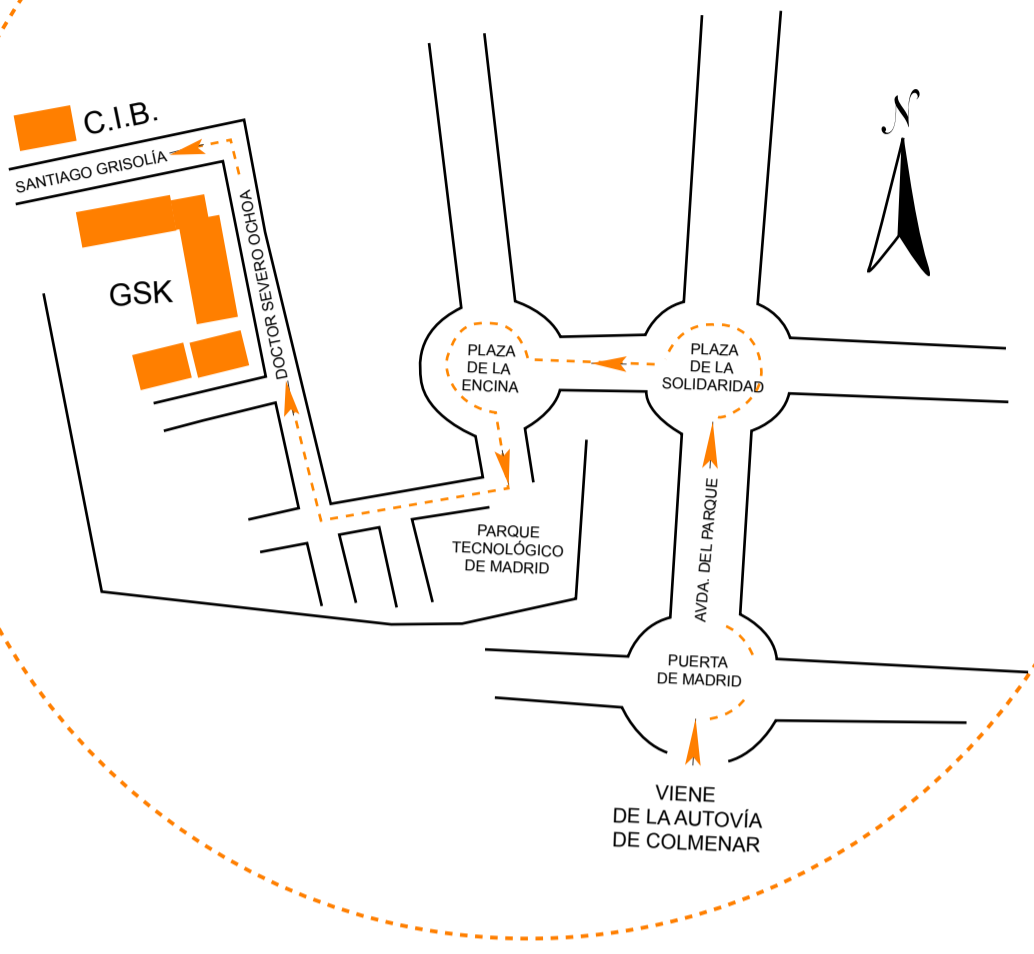 C.I.B.
SANTIAGO GRISOLÍA
GSK
DOCTOR SEVERO OCHOA
N
PLAZA
DE LA
ENCINA
PLAZA
DE LA
SOLIDARIDAD
PARQUE
TECNOLÓGICO
DE MADRID
AVDA. DEL PARQUE
PUERTA
DE MADRID
VIENE
DE LA AUTOVÍA
DE COLMENAR